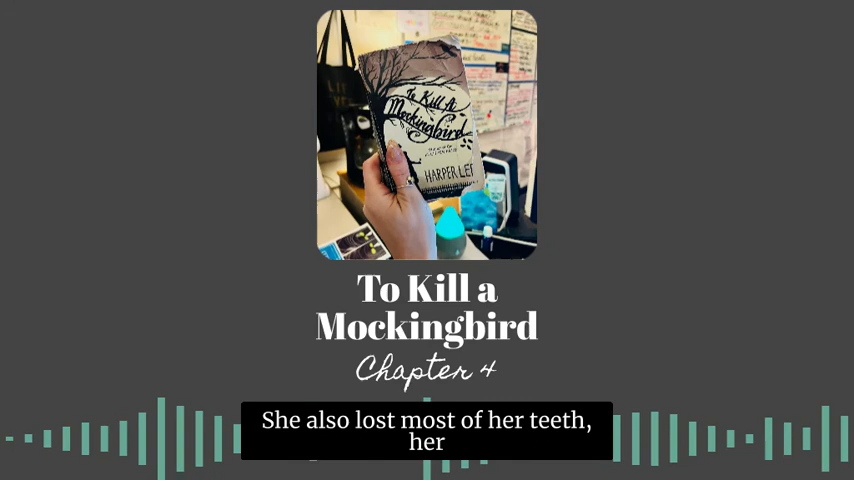 To Kill A
Mockingbird
HARPER LEE
To Kill a
Mockingbird
Chapter 4
She also lost most of her teeth,
her